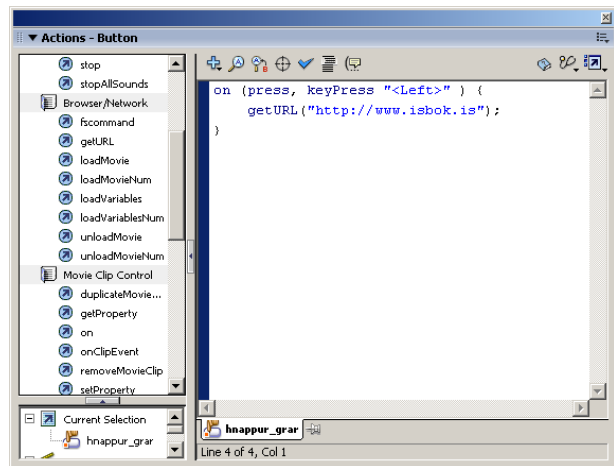 Actions - Button
stop
stopAllSounds
Browser/Network
fscommand
getURL
loadMovie
loadMovieNum
loadVariables
loadVariablesNum
unloadMovie
unloadMovieNum
Movie Clip Control
duplicateMovie...
getProperty
on
onClipEvent
removeMovieClip
setProperty
Current Selection
hnappur_grar
on (press, keyPress "<Left>" ) {
getURL("http://www.isbok.is");
}
hnappur_grar
Line 4 of 4, Col 1